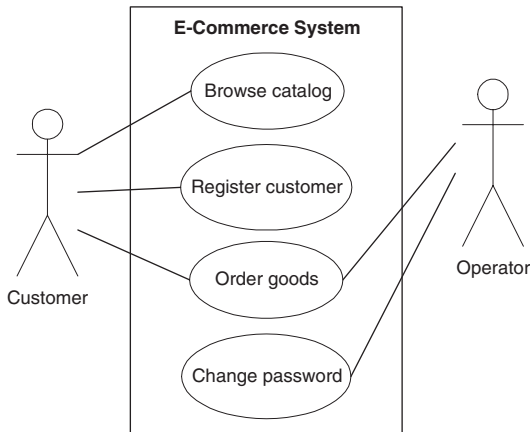 E-Commerce System
Browse catalog
Register customer
Order goods
Change password
Customer
Operator